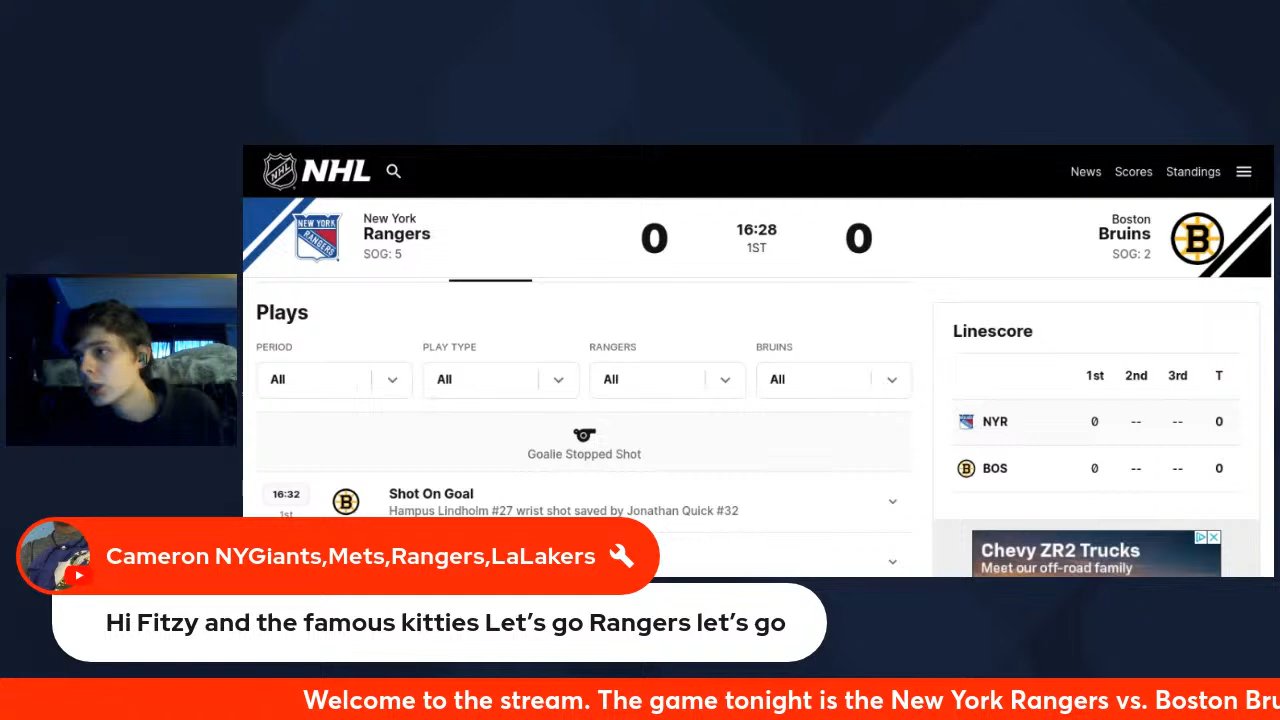 NHL
News Scores Standings
NEW YORK
RANGERS
New York
Rangers
SOG: 5
0
16:28
1ST
0
Boston
Bruins
SOG: 2
B
Plays
PERIOD PLAY TYPE RANGERS BRUINS
All All All All
Goalie Stopped Shot
16:32
1st
B
Shot On Goal
Hampus Lindholm #27 wrist shot saved by Jonathan Quick #32
Linescore
1st 2nd 3rd T
NYR 0 -- -- 0
BOS 0 -- -- 0
Chevy ZR2 Trucks
Meet our off-road family
Cameron NYGiants,Mets,Rangers,LaLakers
Hi Fitzy and the famous kitties Let's go Rangers let's go
Welcome to the stream. The game tonight is the New York Rangers vs. Boston Bru